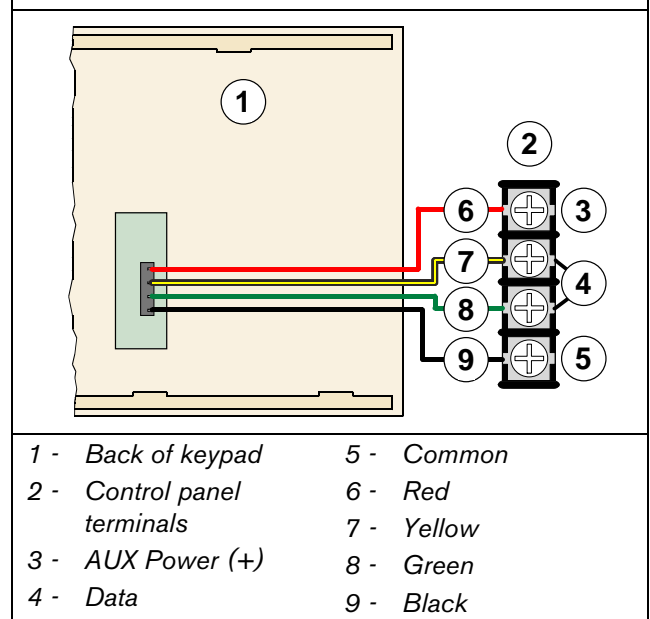 1
2
6
3
7
4
8
9
5
1 - Back of keypad
2 - Control panel
terminals
3 - AUX Power (+)
4 - Data
5 - Common
6 - Red
7 - Yellow
8 - Green
9 - Black